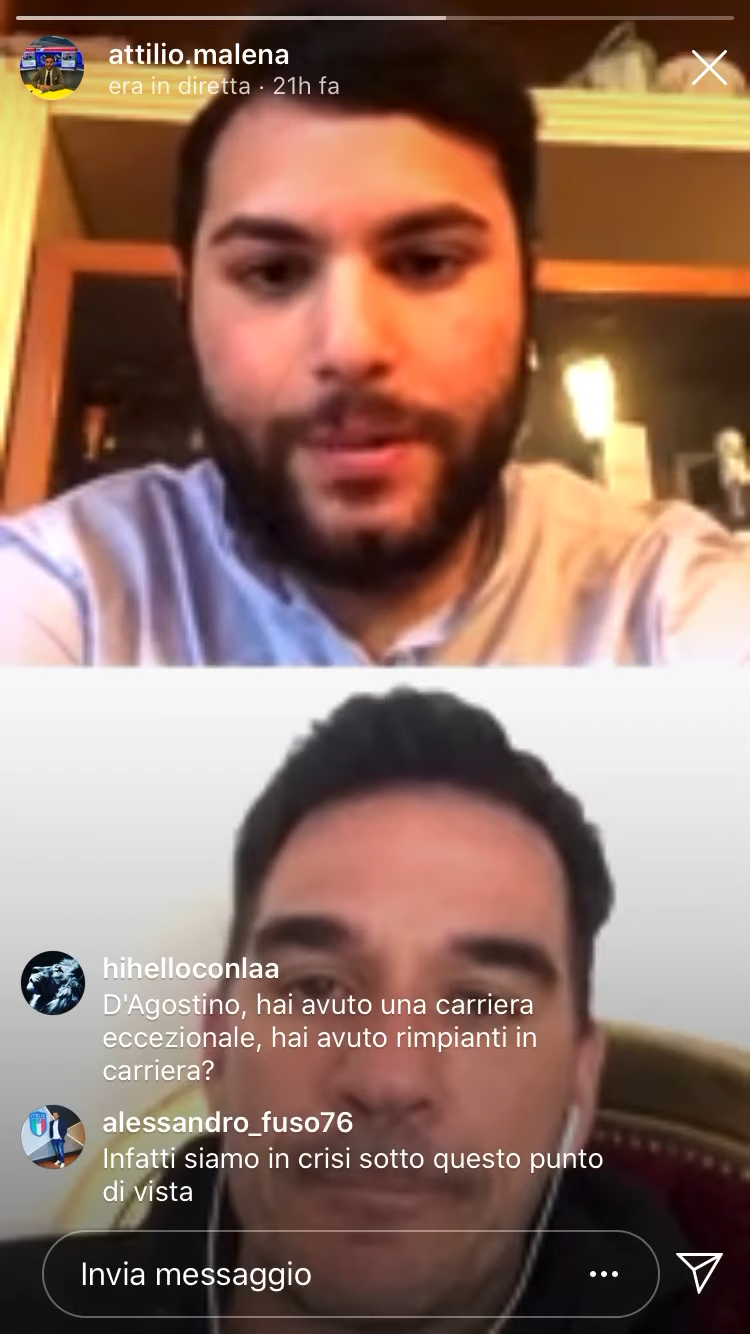 attilio.malena
era in diretta · 21h fa
hihelloconlaa
D'Agostino, hai avuto una carriera
eccezionale, hai avuto rimpianti in
carriera?
alessandro_fuso76
Infatti siamo in crisi sotto questo punto
di vista
Invia messaggio